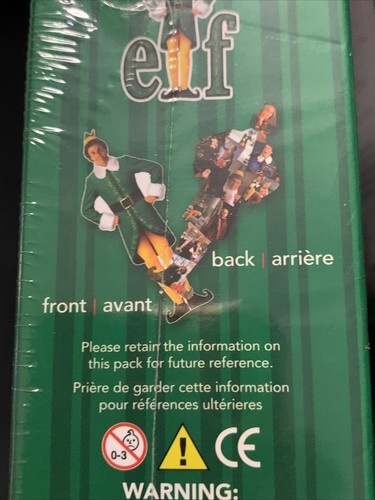 elf
back | arrière
front | avant
Please retain the information on
this pack for future reference.
Prière de garder cette information
pour références ultérieures
0-3
CE
WARNING: